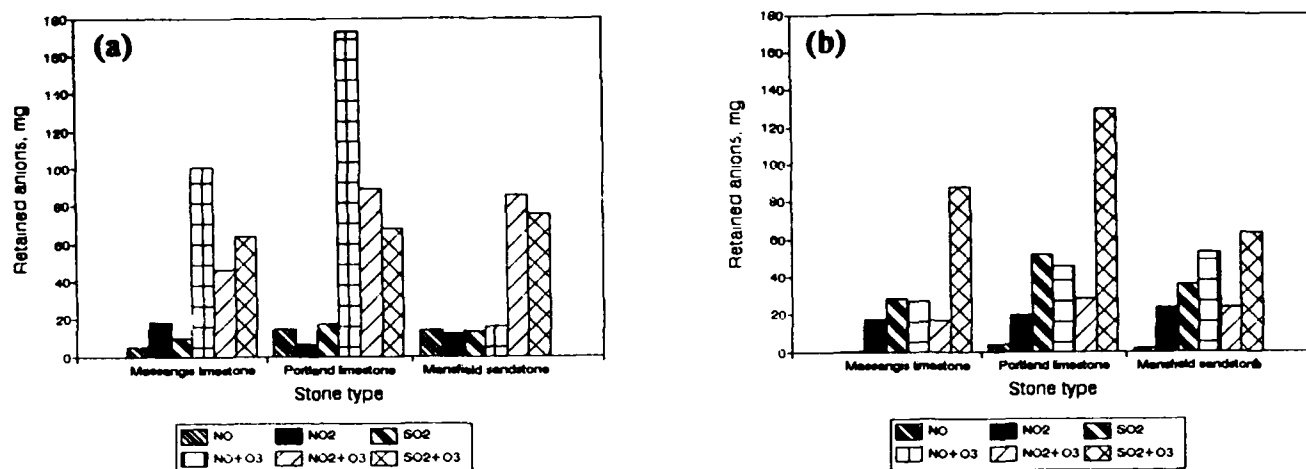 (a)
180
160
140
120
100
80
60
40
20
0
Retained anions, mg
Massangis limestone
Portland limestone
Mansfield sandstone
Stone type
NO
NO2
SO2
NO+O3
NO2+O3
SO2+O3
(b)
180
160
140
120
100
80
60
40
20
0
Retained anions, mg
Massangis limestone
Portland limestone
Mansfield sandstone
Stone type
NO
NO2
SO2
NO+O3
NO2+O3
SO2+O3